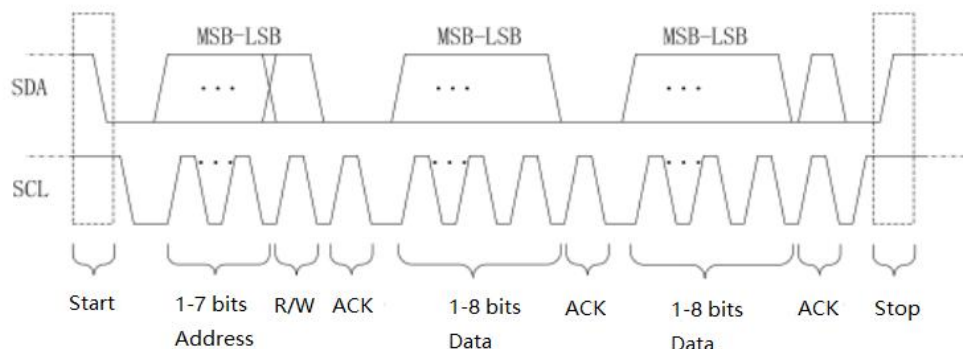 MSB-LSB MSB-LSB MSB-LSB
SDA
SCL
Start 1-7 bits R/W ACK 1-8 bits ACK 1-8 bits ACK Stop
Address Data Data